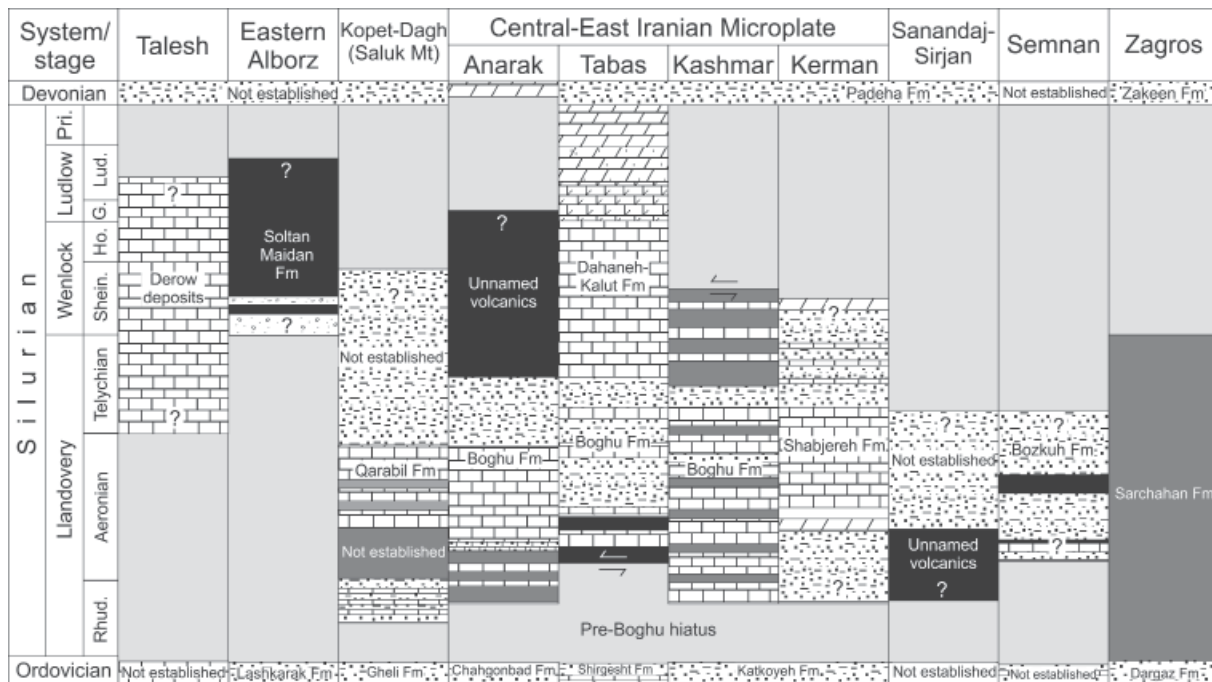 System/
stage
Talesh
Eastern
Alborz
Kopet-Dagh
(Saluk Mt)
Central-East Iranian Microplate
Anarak
Tabas
Kashmar
Kerman
Sanandaj-
Sirjan
Semnan
Zagros
Devonian
Not established
Padeha Fm
Not established
Zakeen Fm
Silurian
Pri.
Ludlow
Lud.
G.
Wenlock
Ho.
Shein.
Llandovery
Telychian
Aeronian
Rhud.
?
Derow
deposits
?
?
Soltan
Maidan
Fm
?
?
Not established
Qarabil Fm
Not established
?
Unnamed
volcanics
Boghu Fm
Dahaneh-
Kalut Fm
Boghu Fm
Boghu Fm
?
Shabjereh Fm
?
?
Not established
Unnamed
volcanics
?
?
Bozkuh Fm
?
Sarchahan Fm
Pre-Boghu hiatus
Ordovician
Not established
Lashkarak Fm
Gheli Fm
Chahgonbad Fm
Shirgesht Fm
Katkoyeh Fm
Not established
Not established
Dargaz Fm